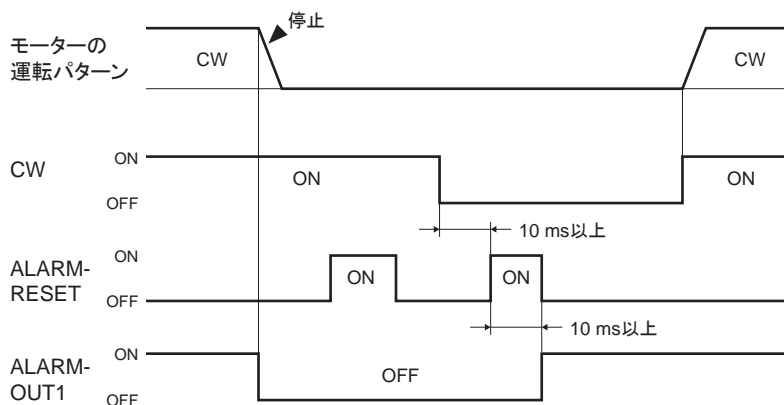 停止
モーターの
運転パターン
CW
CW
CW
ON
OFF
ON
ON
10 ms以上
ALARM-
RESET
ON
OFF
ON
ON
10 ms以上
ALARM-
OUT1
ON
OFF
OFF